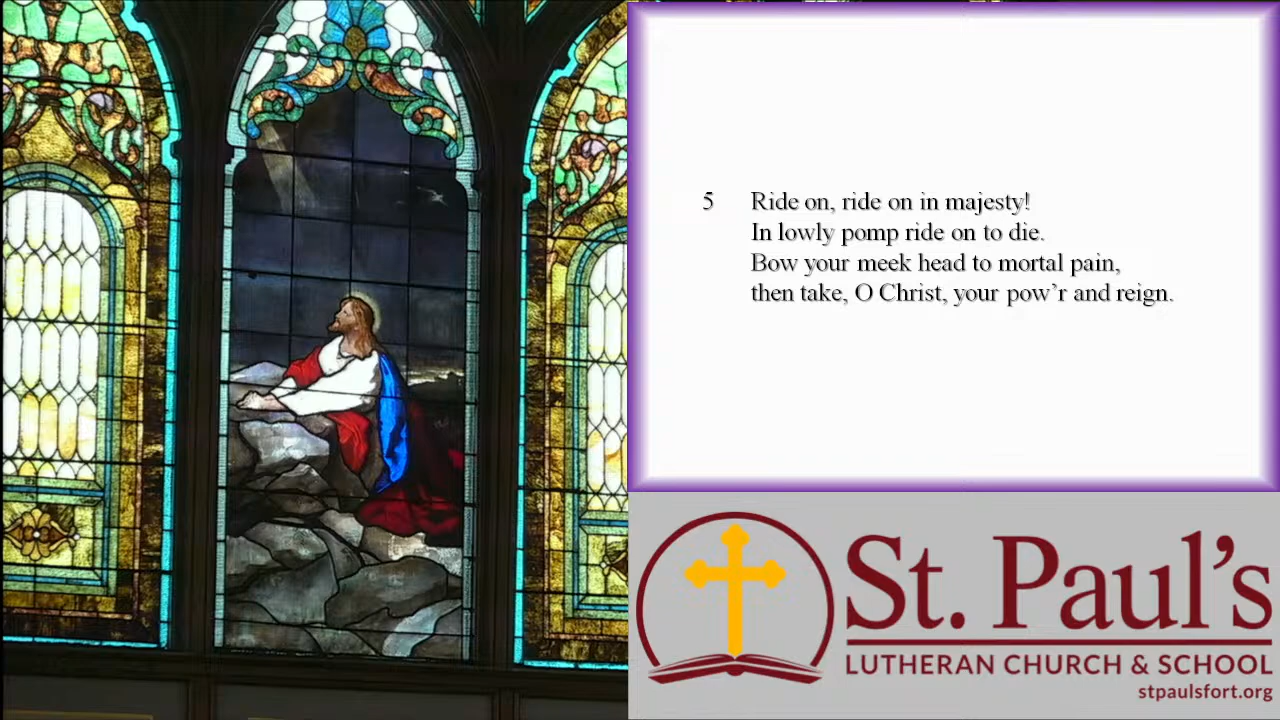 5 Ride on, ride on in majesty!
In lowly pomp ride on to die.
Bow your meek head to mortal pain,
then take, O Christ, your pow’r and reign.
St. Paul’s
LUTHERAN CHURCH & SCHOOL
stpaulsfort.org